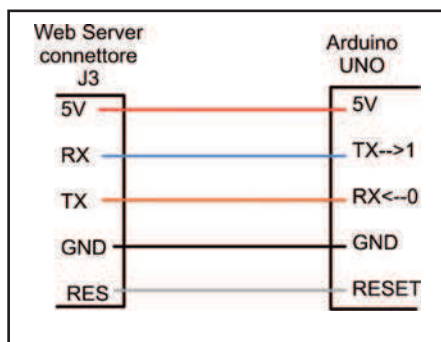 Web Server
connettore
J3
Arduino
UNO
5V
5V
RX
TX-->1
TX
RX<--0
GND
GND
RES
RESET